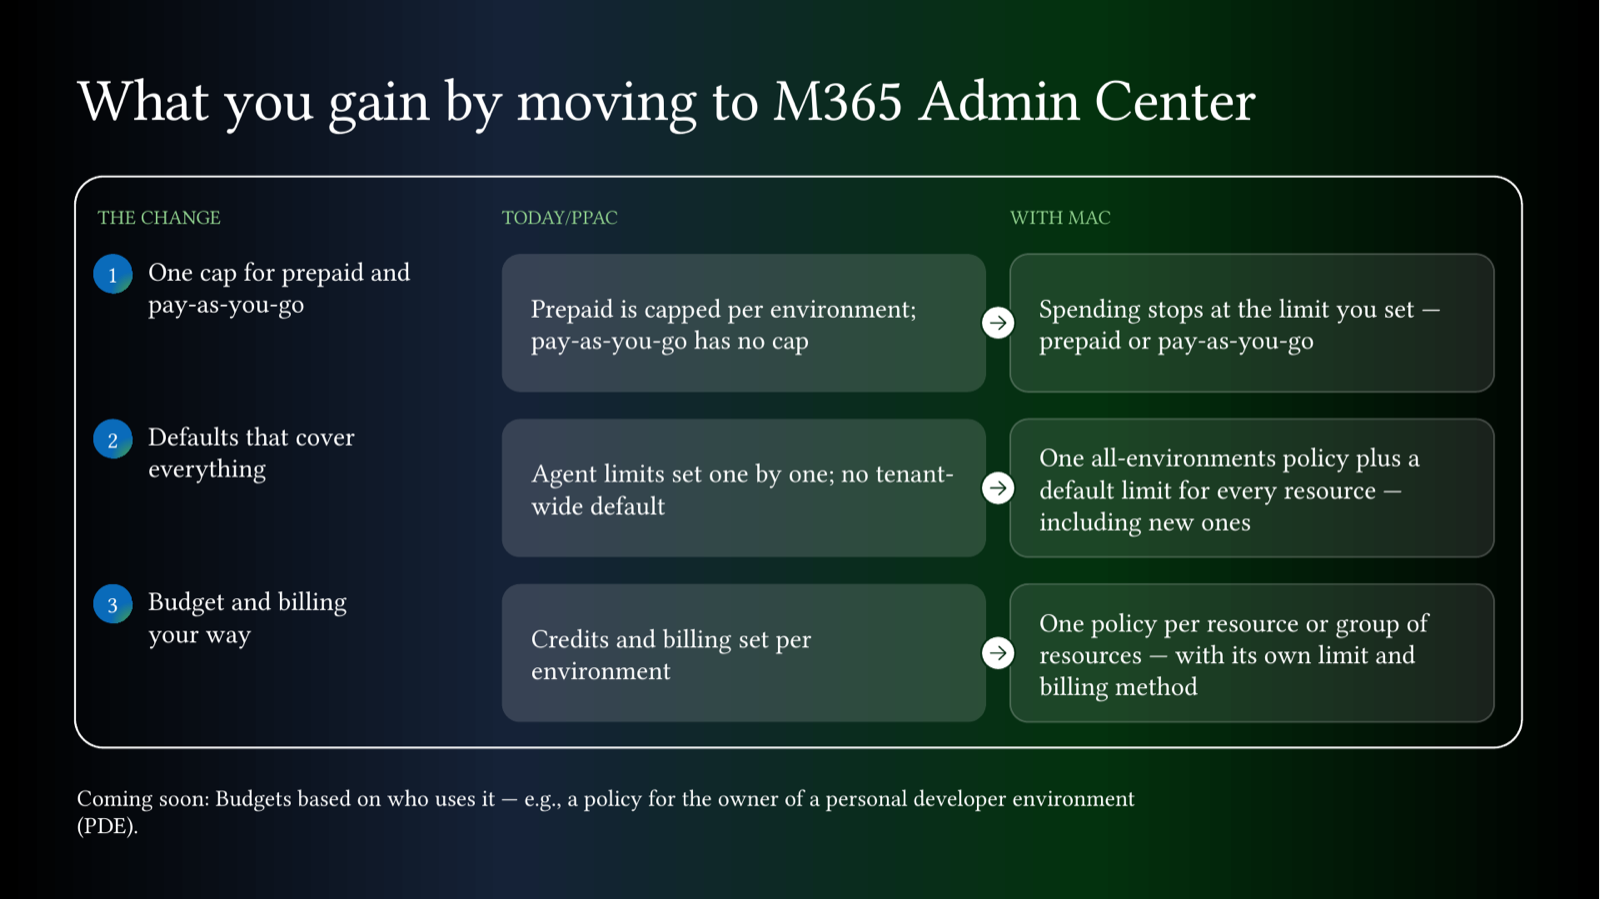 What you gain by moving to M365 Admin Center
THE CHANGE
TODAY/PPAC
WITH MAC
1
One cap for prepaid and
pay-as-you-go
Prepaid is capped per environment;
pay-as-you-go has no cap
→
Spending stops at the limit you set —
prepaid or pay-as-you-go
2
Defaults that cover
everything
Agent limits set one by one; no tenant-
wide default
→
One all-environments policy plus a
default limit for every resource —
including new ones
3
Budget and billing
your way
Credits and billing set per
environment
→
One policy per resource or group of
resources — with its own limit and
billing method
Coming soon: Budgets based on who uses it — e.g., a policy for the owner of a personal developer environment
(PDE).